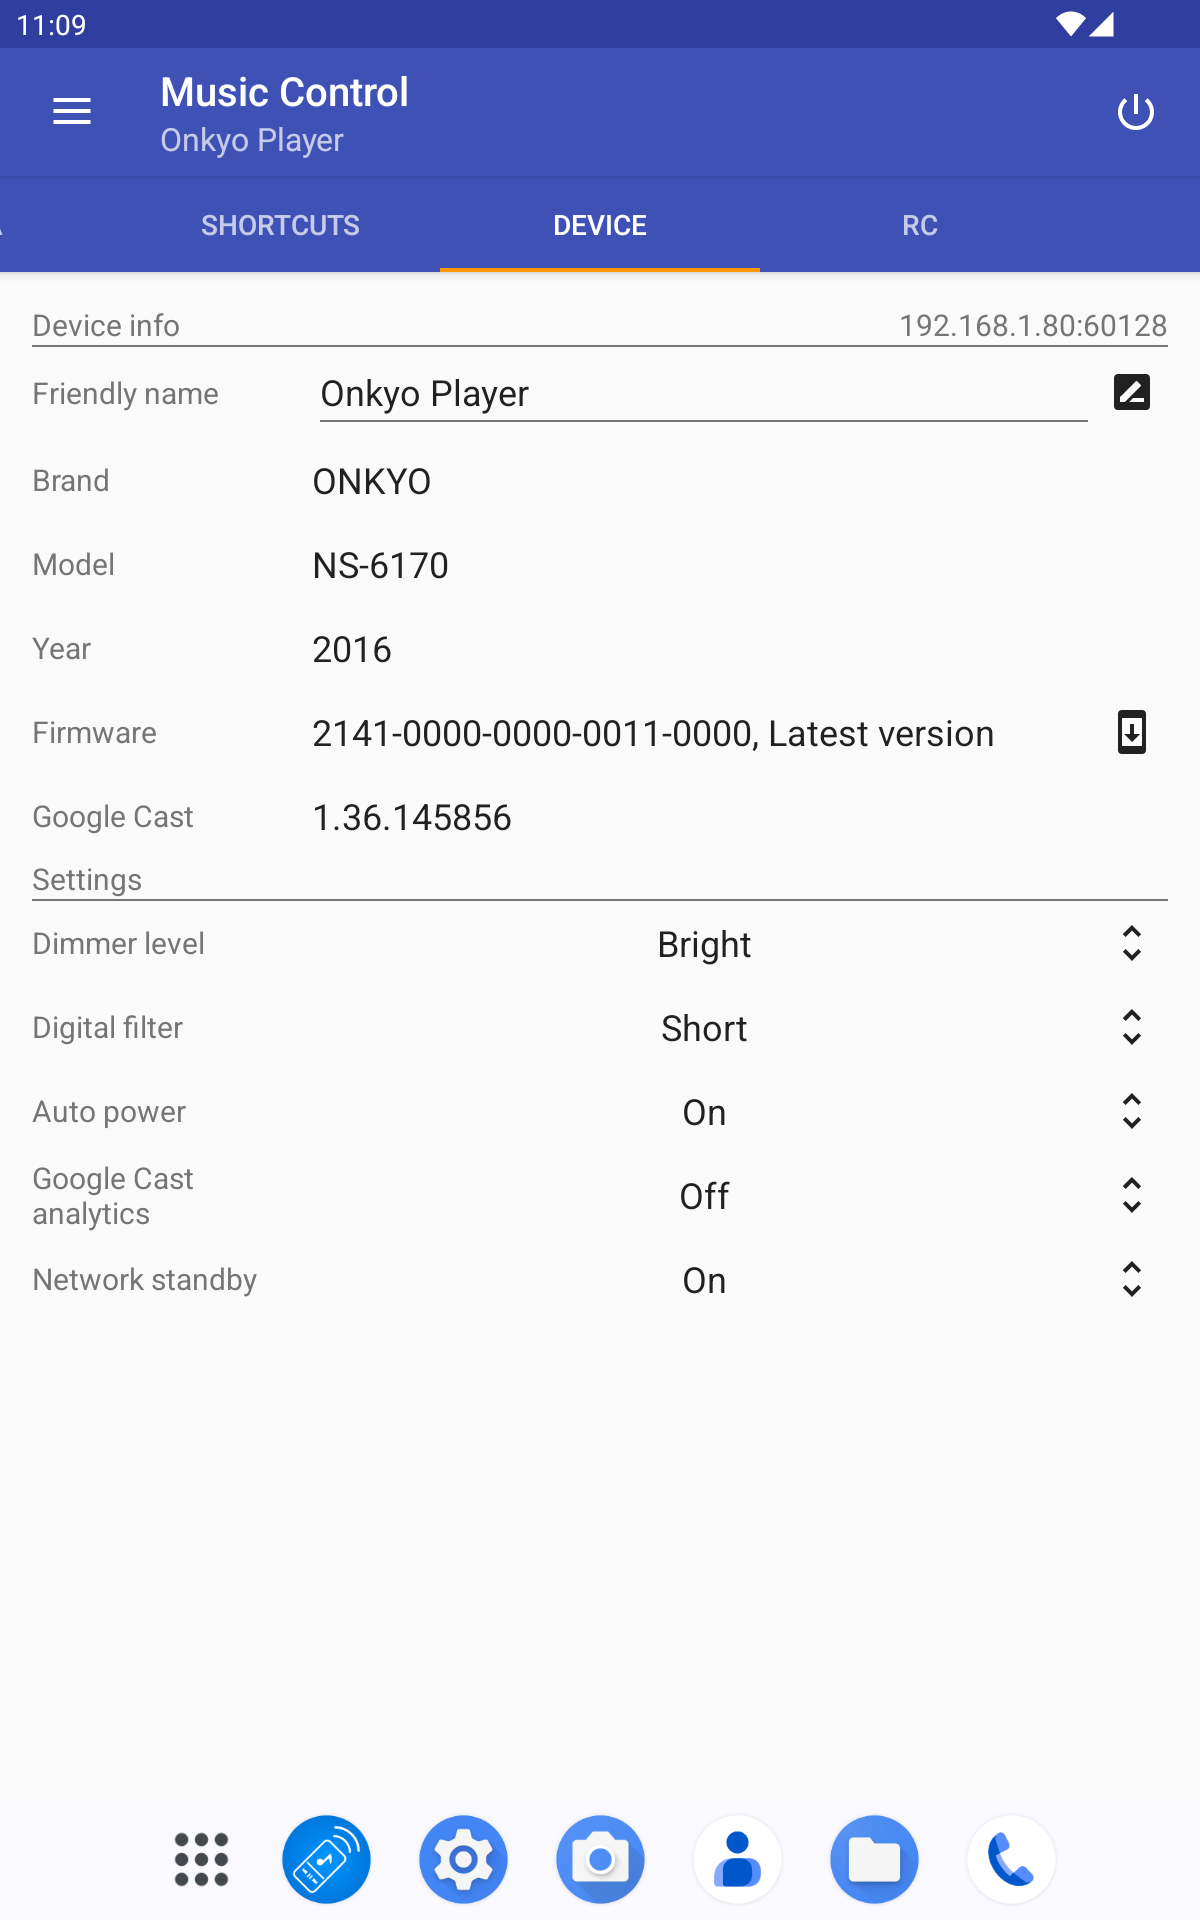 11:09
Music Control
Onkyo Player
SHORTCUTS
DEVICE
RC
Device info
192.168.1.80:60128
Friendly name
Onkyo Player
Brand
ONKYO
Model
NS-6170
Year
2016
Firmware
2141-0000-0000-0011-0000, Latest version
Google Cast
1.36.145856
Settings
Dimmer level
Bright
Digital filter
Short
Auto power
On
Google Cast
analytics
Off
Network standby
On